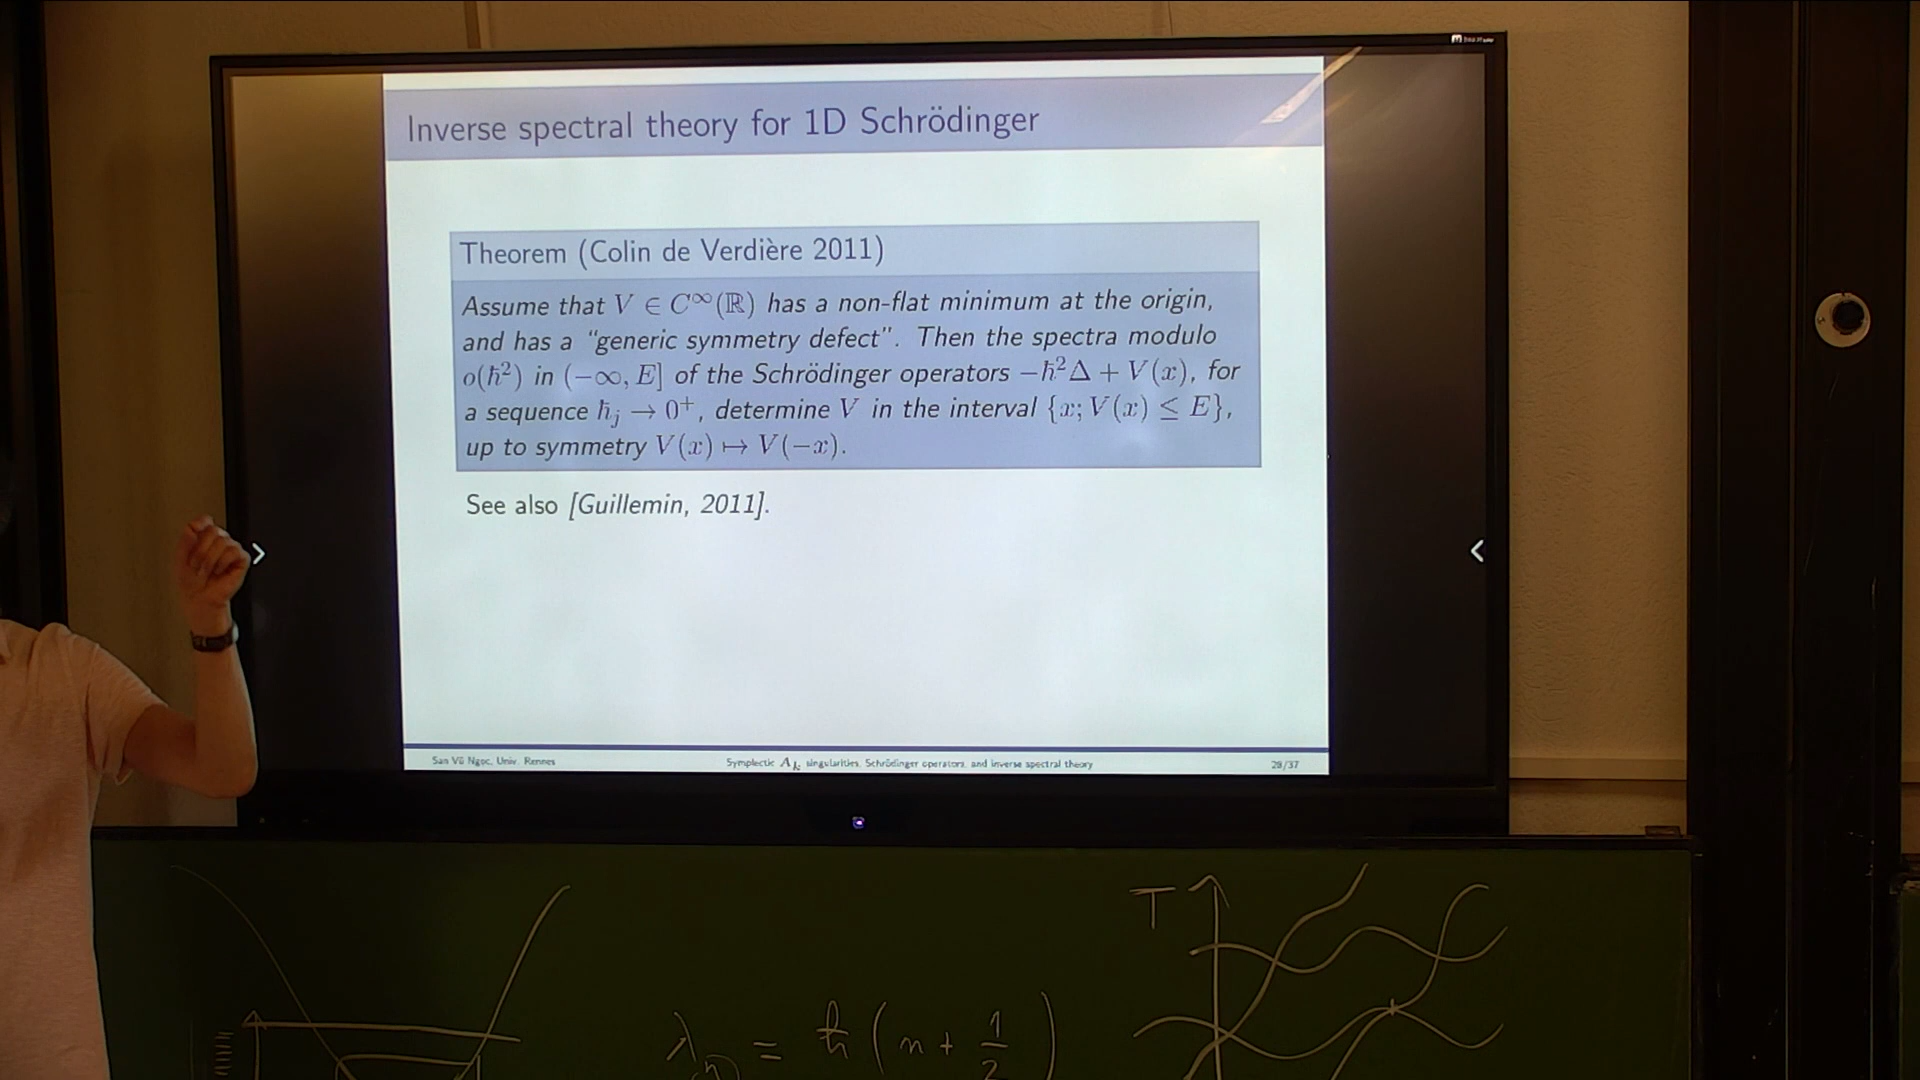 Inverse spectral theory for 1D Schrödinger
Theorem (Colin de Verdière 2011)
Assume that V ∈ C^∞(ℝ) has a non-flat minimum at the origin,
and has a “generic symmetry defect”. Then the spectra modulo
o(ħ²) in (−∞, E] of the Schrödinger operators −ħ²Δ + V(x), for
a sequence ħ_j → 0⁺, determine V in the interval {x; V(x) ≤ E},
up to symmetry V(x) ↦ V(−x).
See also [Guillemin, 2011].
San Vũ Ngọc, Univ. Rennes
Symplectic A_k singularities, Schrödinger operators, and inverse spectral theory
28/37
T
λ_n = ħ (n + 1/2)